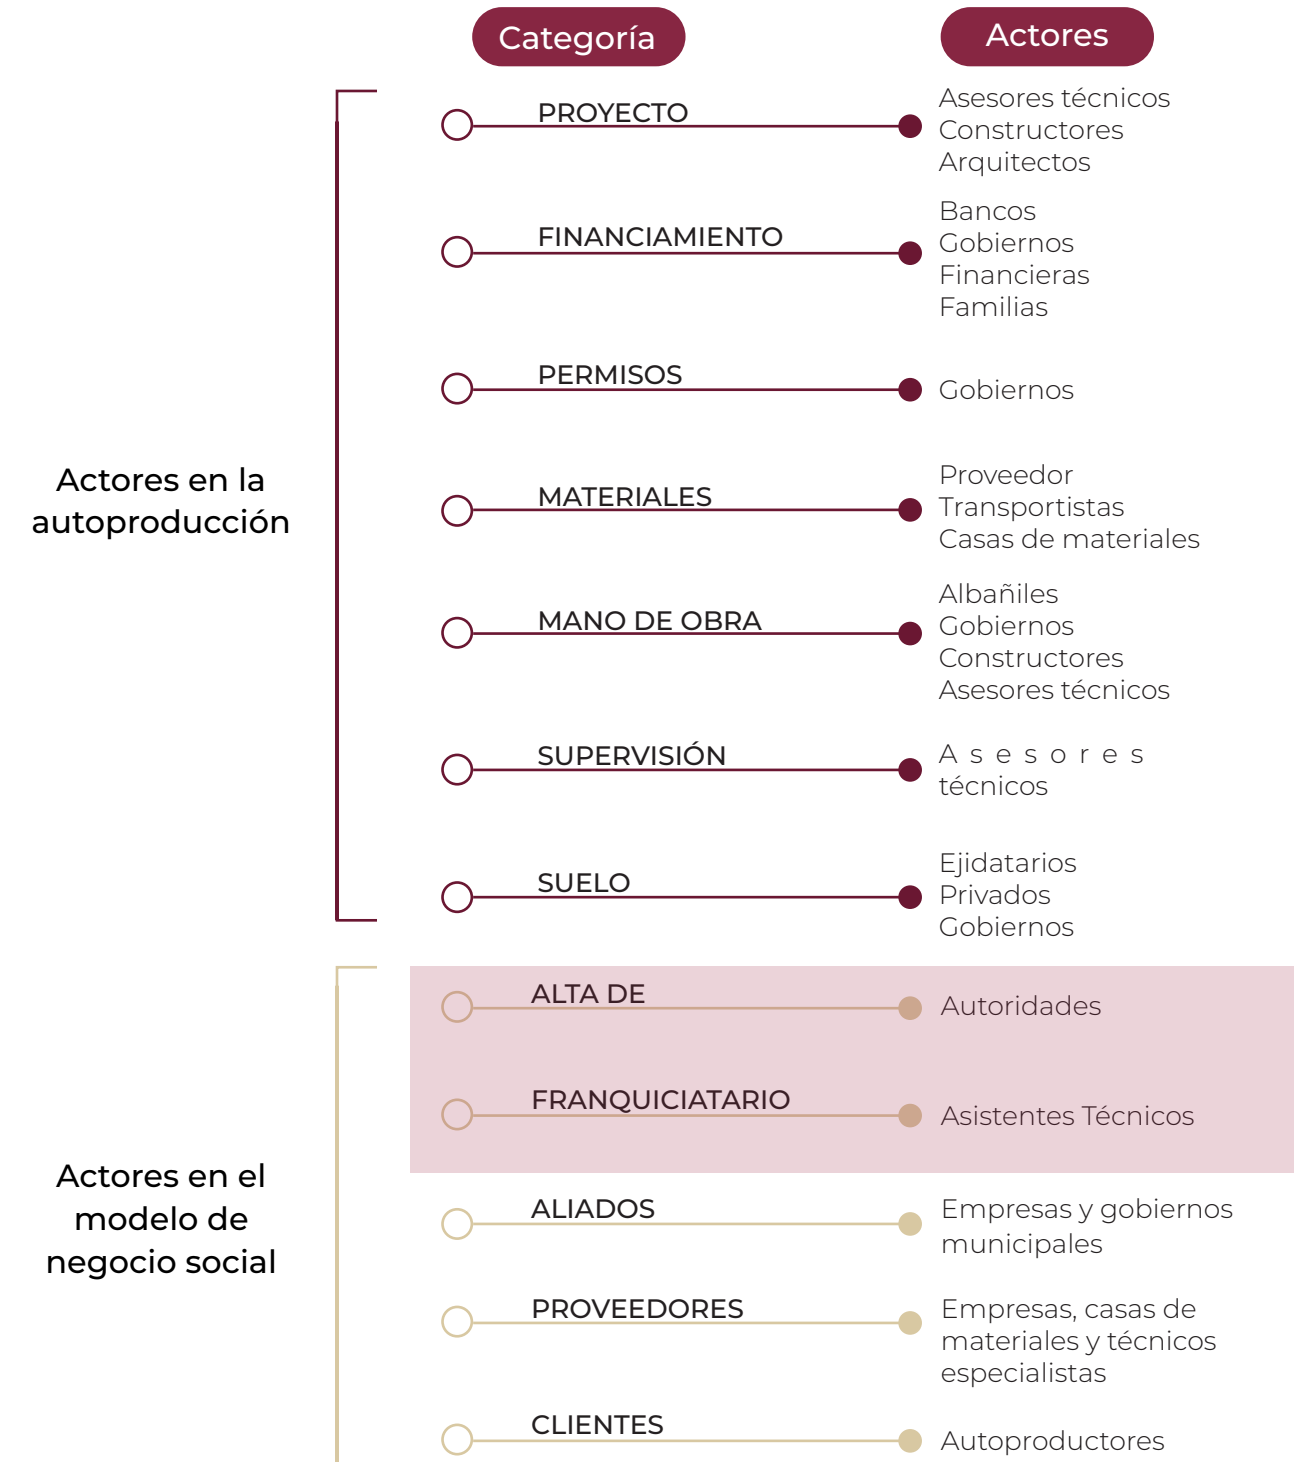 Categoría
Actores
Actores en la
autoproducción
PROYECTO
Asesores técnicos
Constructores
Arquitectos
FINANCIAMIENTO
Bancos
Gobiernos
Financieras
Familias
PERMISOS
Gobiernos
MATERIALES
Proveedor
Transportistas
Casas de materiales
MANO DE OBRA
Albañiles
Gobiernos
Constructores
Asesores técnicos
SUPERVISIÓN
Asesores
técnicos
SUELO
Ejidatarios
Privados
Gobiernos
Actores en el
modelo de
negocio social
ALTA DE
Autoridades
FRANQUICIATARIO
Asistentes Técnicos
ALIADOS
Empresas y gobiernos
municipales
PROVEEDORES
Empresas, casas de
materiales y técnicos
especialistas
CLIENTES
Autoproductores